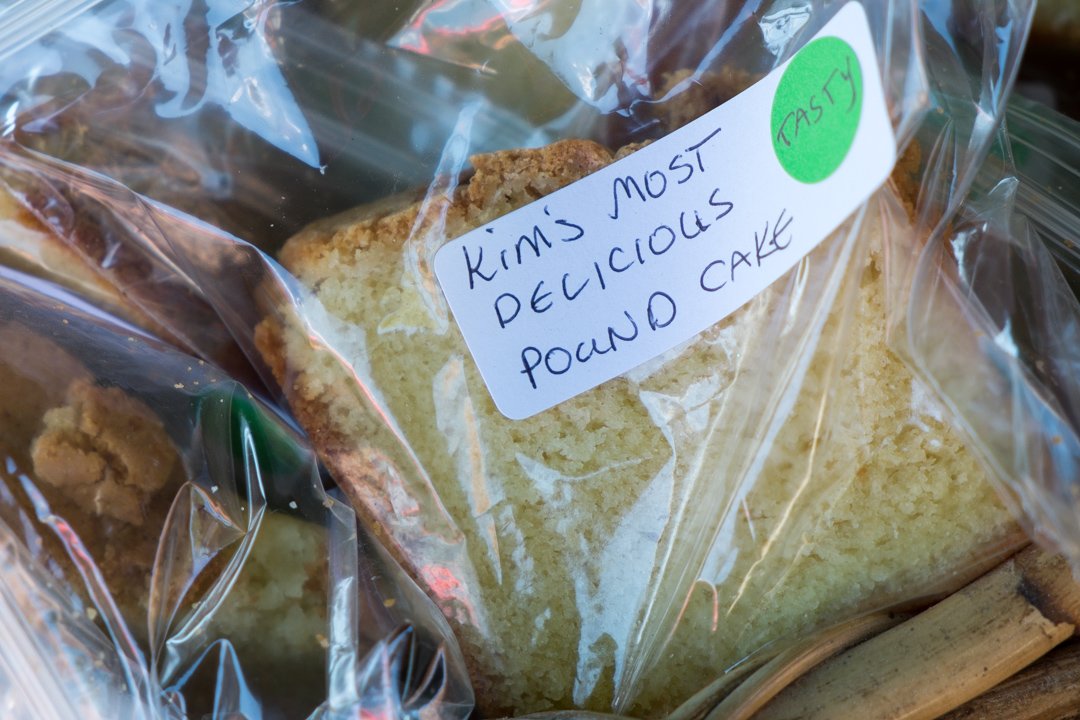 Kim's MOST
DELICIOUS
POUND CAKE
TASTY